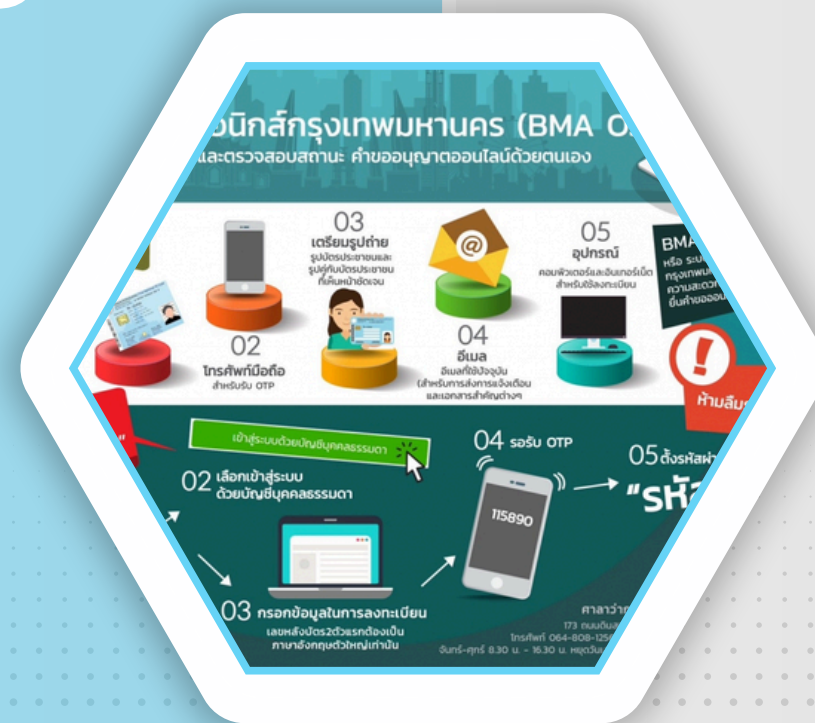 กรุงเทพมหานคร (BMA
และตรวจสอบสถานะ คำขออนุญาตออนไลน์ด้วยตนเอง
03
เตรียมรูปถ่าย
รูปบัตรประชาชนและ
รูปคู่กับบัตรประชาชน
ที่เห็นหน้าชัดเจน
02
โทรศัพท์มือถือ
สำหรับรับ OTP
@
04
อีเมล
อีเมลที่ใช้ปัจจุบัน
(สำหรับการส่งการแจ้งเตือน
และเอกสารสำคัญต่างๆ
05
อุปกรณ์
คอมพิวเตอร์และอินเทอร์เน็ต
สำหรับใช้ลงทะเบียน
BMA
หรือ
!
ห้ามลืม
เข้าสู่ระบบด้วยบัญชีบุคคลธรรมดา
02 เลือกเข้าสู่ระบบ
ด้วยบัญชีบุคคลธรรมดา
03 กรอกข้อมูลในการลงทะเบียน
เลขหลังบัตร2ตัวแรกต้องเป็น
ภาษาอังกฤษตัวใหญ่เท่านั้น
04 รอรับ OTP
115890
05 ตั้งรหัสผ่
"รหั
ศาลาว่า
173 ถนนดินส
โทรศัพท์ 064-808-
จันทร์-ศุกร์ 8.30 น. - 16.30 น. หยุดวัน